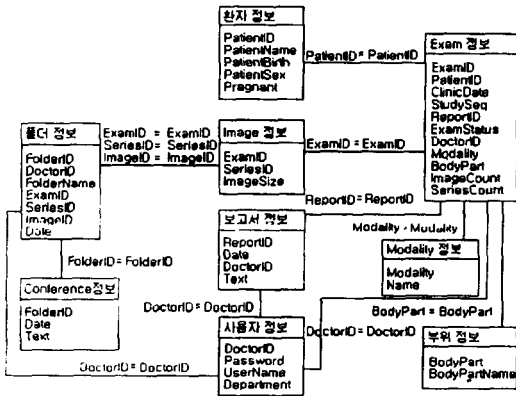 환자 정보
PatientID
PatientName
PatientBirth
PatientSex
Pregnant
PatientID = PatientID
Exam 정보
ExamID
PatientID
ClinicDate
StudySeq
ReportID
ExamStatus
DoctorID
Modality
BodyPart
ImageCount
SeriesCount
폴더 정보
FolderID
DoctorID
FolderName
ExamID
SeriesID
ImageID
Date
ExamID = ExamID
SeriesID = SeriesID
ImageID = ImageID
Image 정보
ExamID
SeriesID
ImageSize
ExamID = ExamID
ReportID = ReportID
보고서 정보
ReportID
Date
DoctorID
Text
Modality - Modality
Modality 정보
Modality
Name
FolderID = FolderID
Conference정보
FolderID
Date
Text
DoctorID = DoctorID
BodyPart = BodyPart
사용자 정보
DoctorID
Password
UserName
Department
DoctorID = DoctorID
부위 정보
BodyPart
BodyPartName
DoctorID = DoctorID